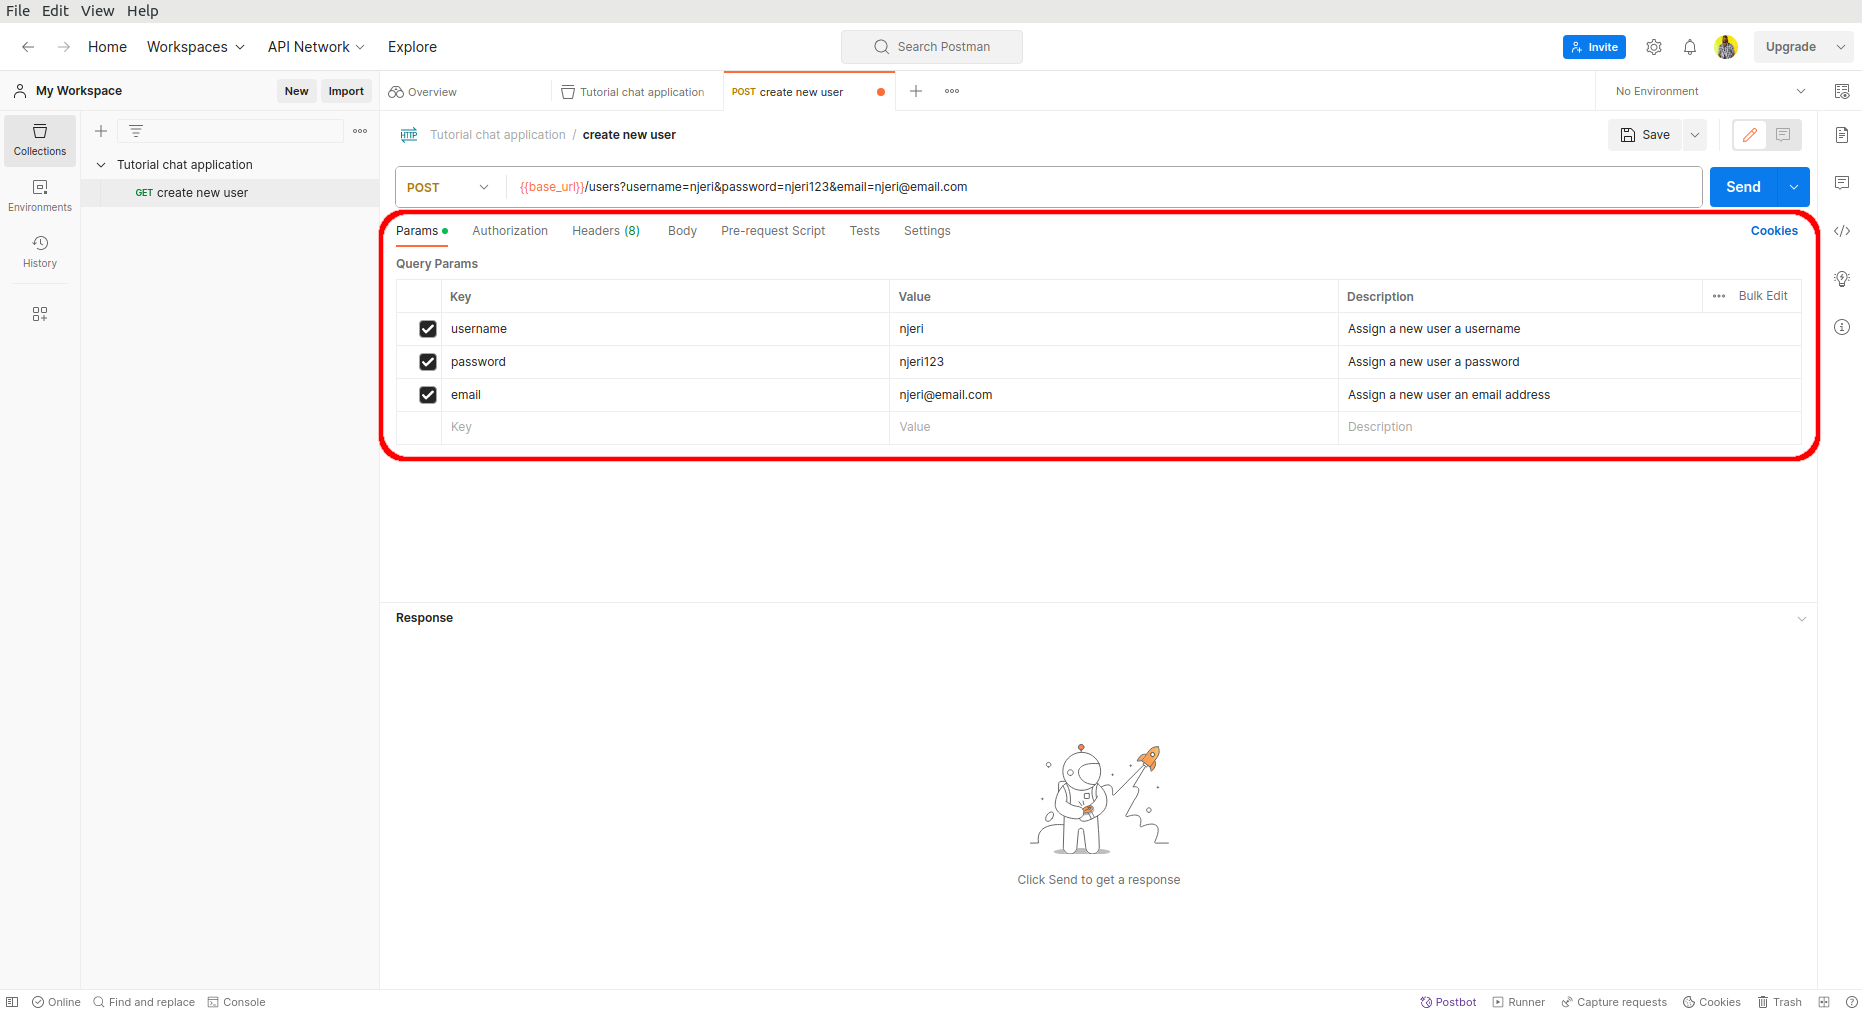 File Edit View Help
Home Workspaces API Network Explore Search Postman Invite Upgrade
My Workspace New Import Overview Tutorial chat application POST create new user No Environment
Collections
Tutorial chat application
GET create new user
Environments
History
HTTP Tutorial chat application / create new user Save
POST {{base_url}}/users?username=njeri&password=njeri123&email=njeri@email.com Send
Params Authorization Headers (8) Body Pre-request Script Tests Settings Cookies
Query Params
Key Value Description Bulk Edit
username njeri Assign a new user a username
password njeri123 Assign a new user a password
email njeri@email.com Assign a new user an email address
Key Value Description
Response
Click Send to get a response
Online Find and replace Console Postbot Runner Capture requests Cookies Trash